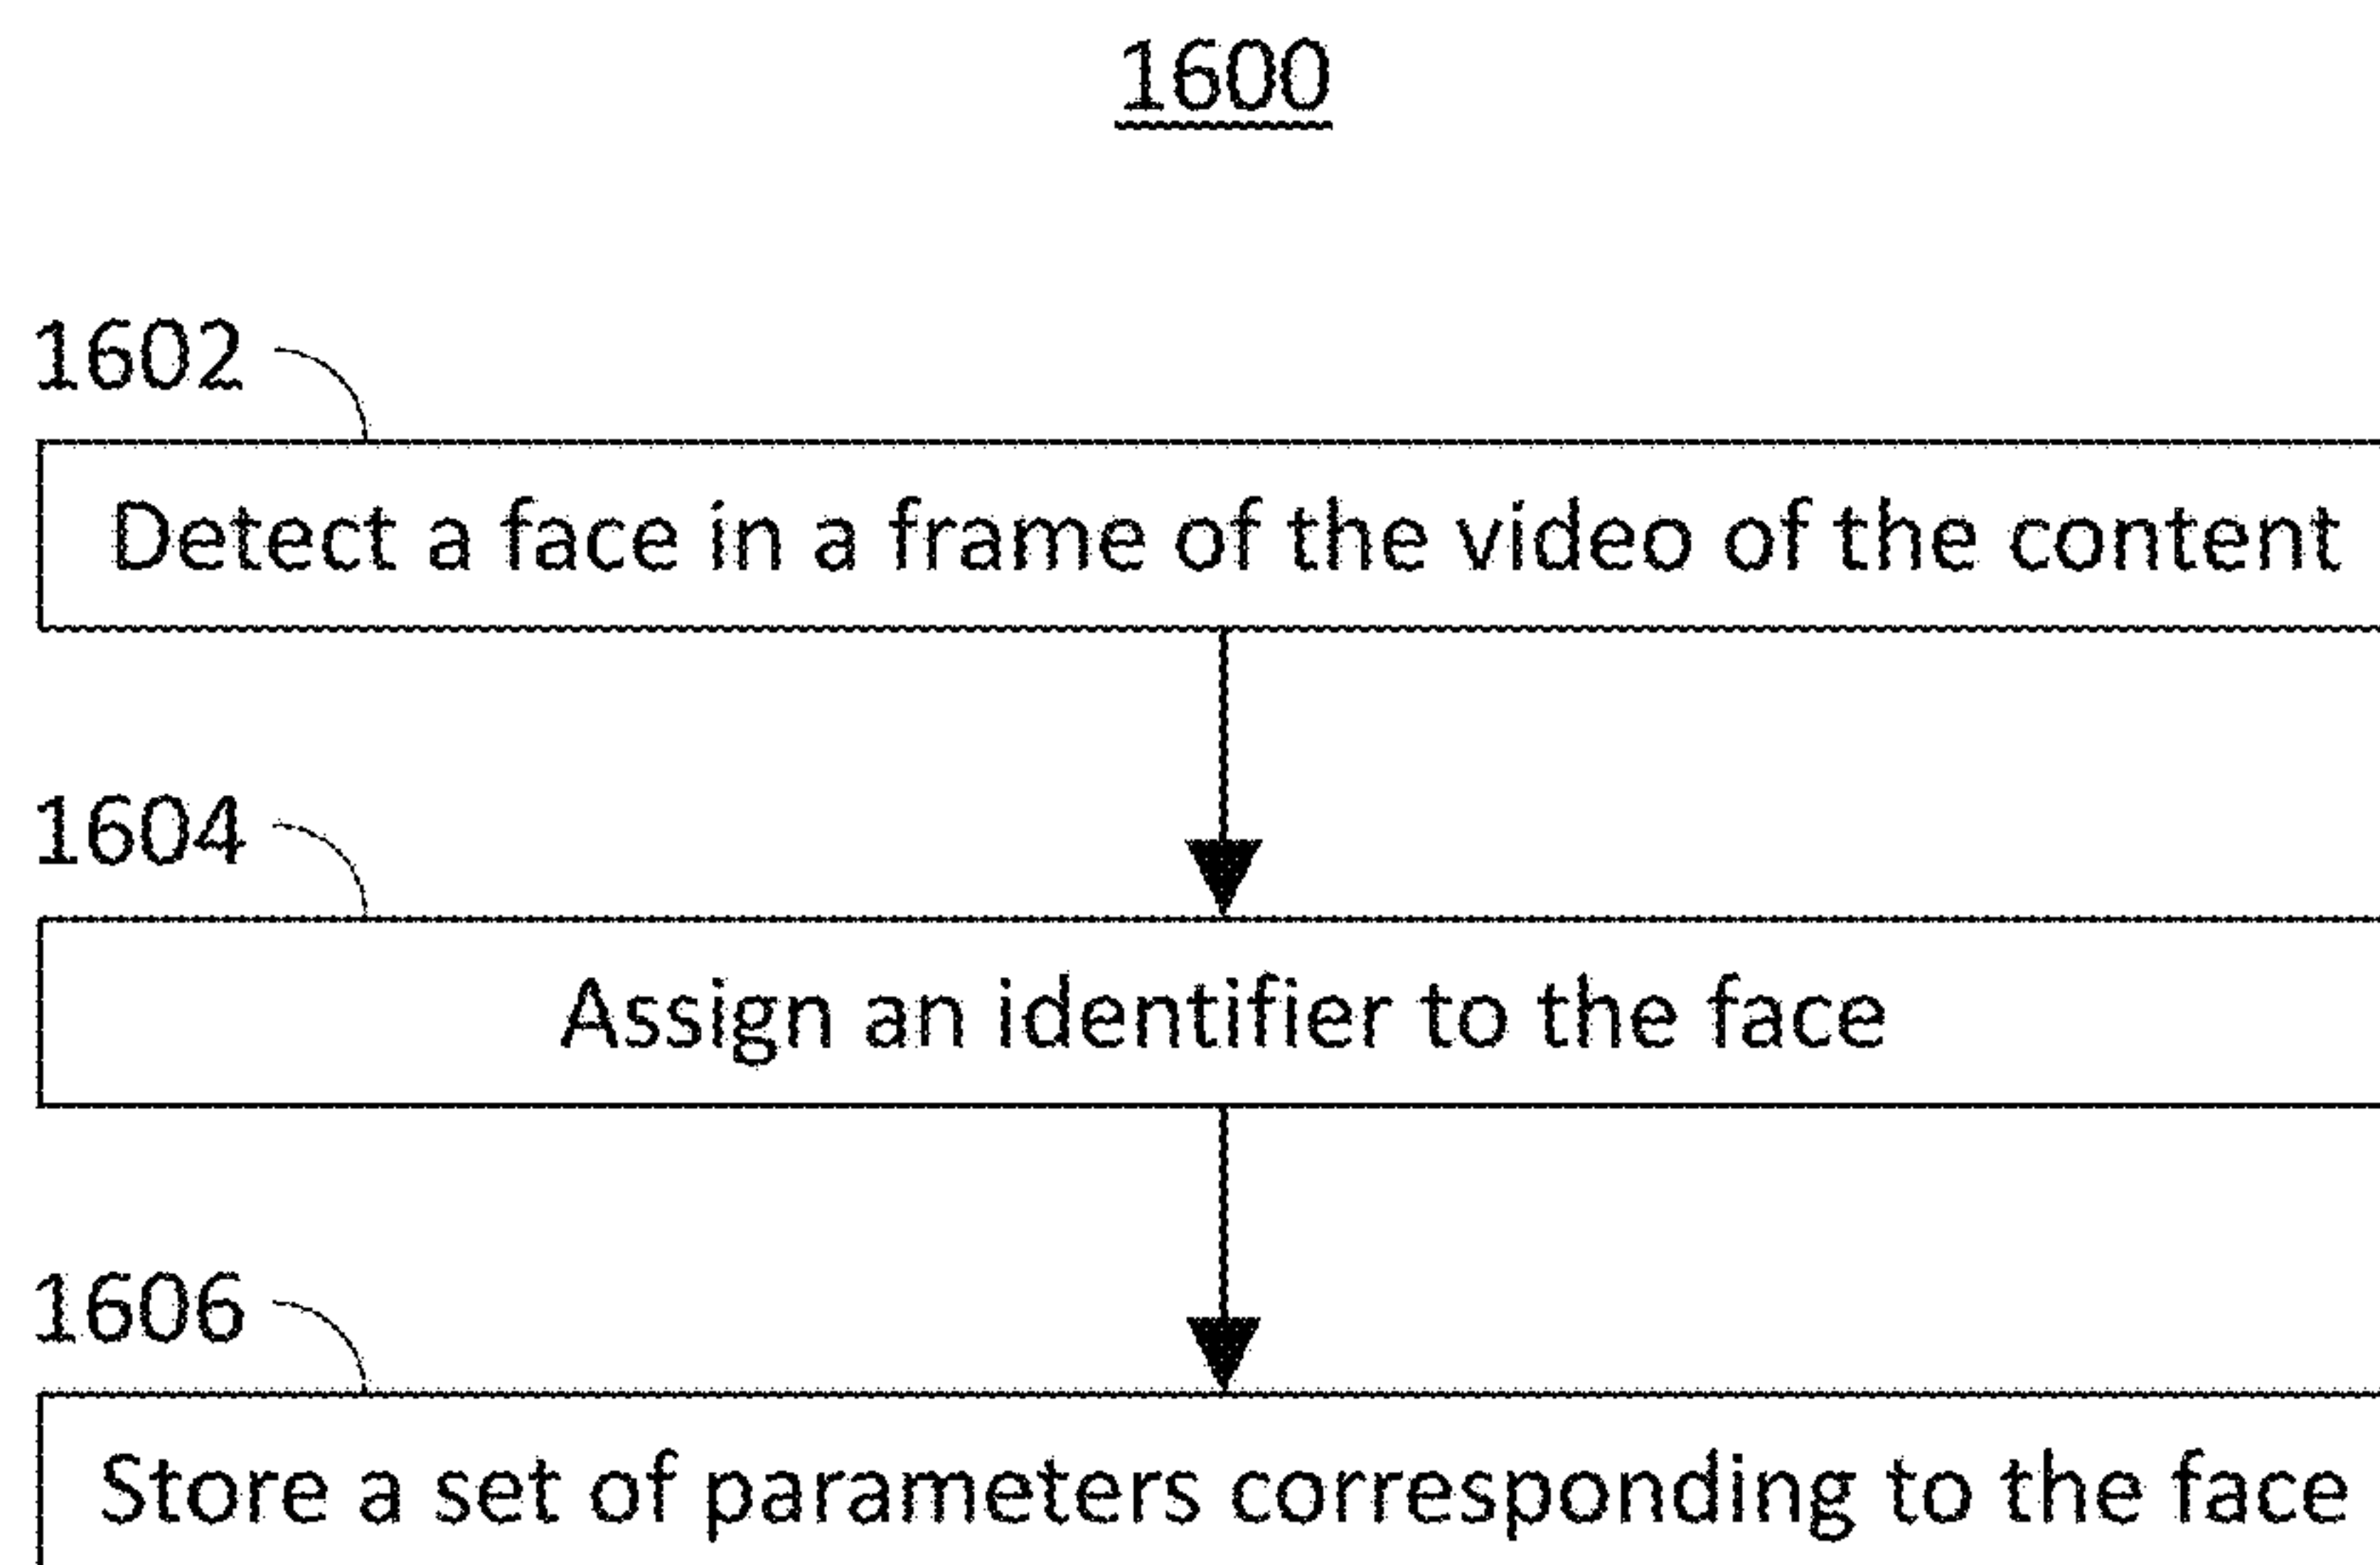 1600
1602
Detect a face in a frame of the video of the content
1604
Assign an identifier to the face
1606
Store a set of parameters corresponding to the face